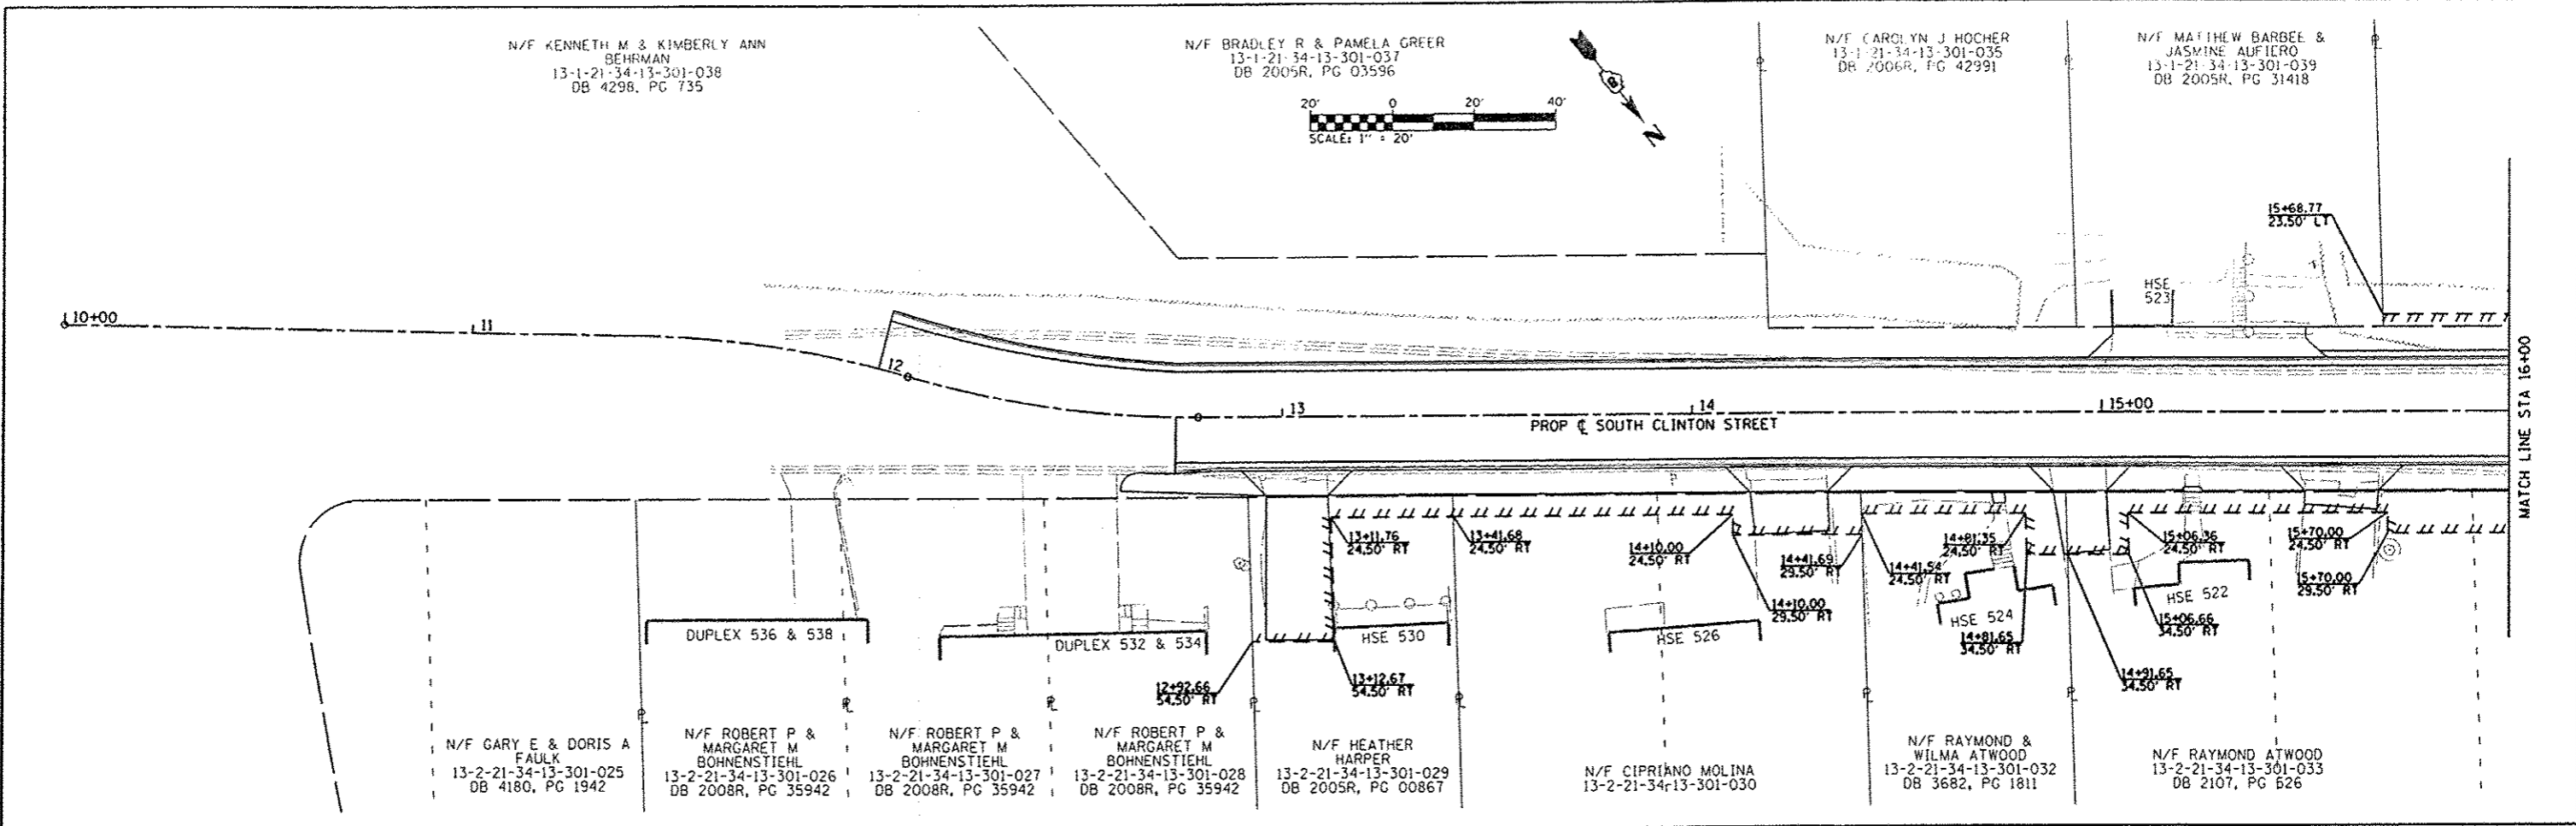 N/F KENNETH M & KIMBERLY ANN
BEHRMAN
13-1-21-34-13-301-038
DB 4298, PG 735
N/F BRADLEY R & PAMELA GREER
13-1-21-34-13-301-037
DB 2005R, PG 03596
20' 0 20' 40'
SCALE: 1" = 20'
N
N/F CAROLYN J HOCHER
13-1-21-34-13-301-035
DB 2006R, PG 42991
N/F MATTHEW BARBEE &
JASMINE AUFIERO
13-1-21-34-13-301-039
DB 2005R, PG 31418
15+68.77
23.50' LT
HSE
523
10+00
11
12
13
14
15+00
PROP ℄ SOUTH CLINTON STREET
MATCH LINE STA 16+00
13+11.76
24.50' RT
13+41.68
24.50' RT
14+10.00
24.50' RT
14+41.69
29.50' RT
14+10.00
29.50' RT
14+41.54
24.50' RT
14+81.35
24.50' RT
15+06.36
24.50' RT
15+70.00
24.50' RT
15+70.00
29.50' RT
15+06.66
34.50' RT
14+81.65
34.50' RT
14+91.65
34.50' RT
12+92.66
54.50' RT
13+12.67
54.50' RT
DUPLEX 536 & 538
DUPLEX 532 & 534
HSE 530
HSE 526
HSE 524
HSE 522
N/F GARY E & DORIS A
FAULK
13-2-21-34-13-301-025
DB 4180, PG 1942
N/F ROBERT P &
MARGARET M
BOHNENSTIEHL
13-2-21-34-13-301-026
DB 2008R, PG 35942
N/F ROBERT P &
MARGARET M
BOHNENSTIEHL
13-2-21-34-13-301-027
DB 2008R, PG 35942
N/F ROBERT P &
MARGARET M
BOHNENSTIEHL
13-2-21-34-13-301-028
DB 2008R, PG 35942
N/F HEATHER
HARPER
13-2-21-34-13-301-029
DB 2005R, PG 00867
N/F CIPRIANO MOLINA
13-2-21-34-13-301-030
N/F RAYMOND &
WILMA ATWOOD
13-2-21-34-13-301-032
DB 3682, PG 1811
N/F RAYMOND ATWOOD
13-2-21-34-13-301-033
DB 2107, PG 626